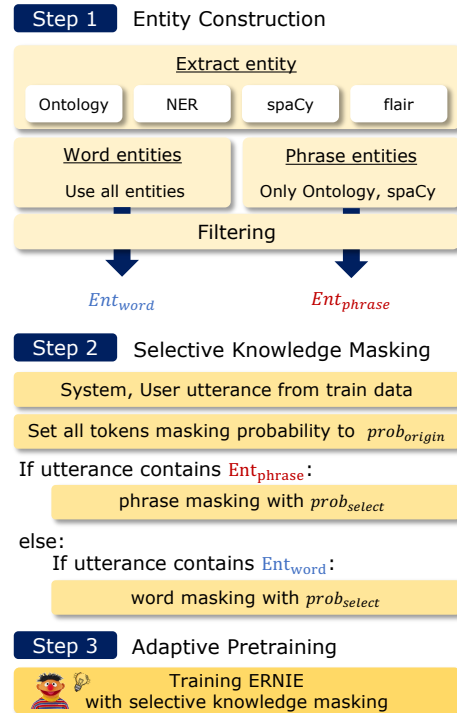 Step 1 Entity Construction
Extract entity
Ontology NER spaCy flair
Word entities Phrase entities
Use all entities Only Ontology, spaCy
Filtering
Ent_word Ent_phrase
Step 2 Selective Knowledge Masking
System, User utterance from train data
Set all tokens masking probability to prob_origin
If utterance contains Ent_phrase:
phrase masking with prob_select
else:
If utterance contains Ent_word:
word masking with prob_select
Step 3 Adaptive Pretraining
Training ERNIE
with selective knowledge masking